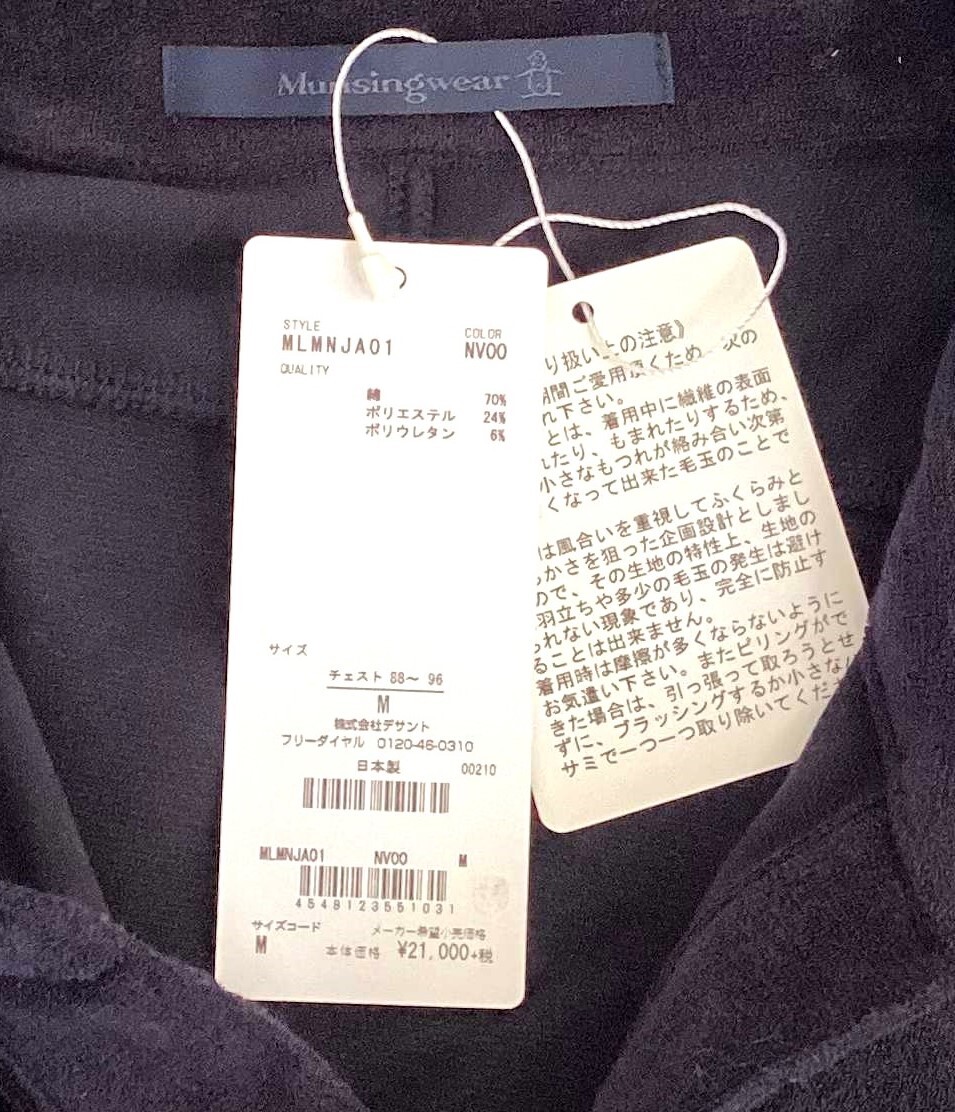 Munsingwear
STYLE
MLMNJA01
COLOR
NV00
QUALITY
綿 70%
ポリエステル 24%
ポリウレタン 6%
サイズ
チェスト 88～ 96
M
株式会社デサント
フリーダイヤル 0120-46-0310
日本製 00210
MLMNJA01 NV00 M
4548123551031
サイズコード
M
メーカー希望小売価格
本体価格 ¥21,000+税
り扱い上の注意》
期間ご愛用頂くため 次の
れ下さい。
とは、着用中に繊維の表面
れたり、もまれたりするため、
小さなもつれが絡み合い次第
くなって出来た毛玉のことで
は風合いを重視してふくらみと
らかさを狙った企画設計としまし
ので、その生地の特性上、生地の
羽立ちや多少の毛玉の発生は避け
られない現象であり、完全に防止す
ることは出来ません。
着用時は摩擦が多くならないように
お気遣い下さい。またピリングがで
きた場合は、引っ張って取ろうとせ
ずに、ブラッシングするか小さな
サミで一つ一つ取り除いてくださ